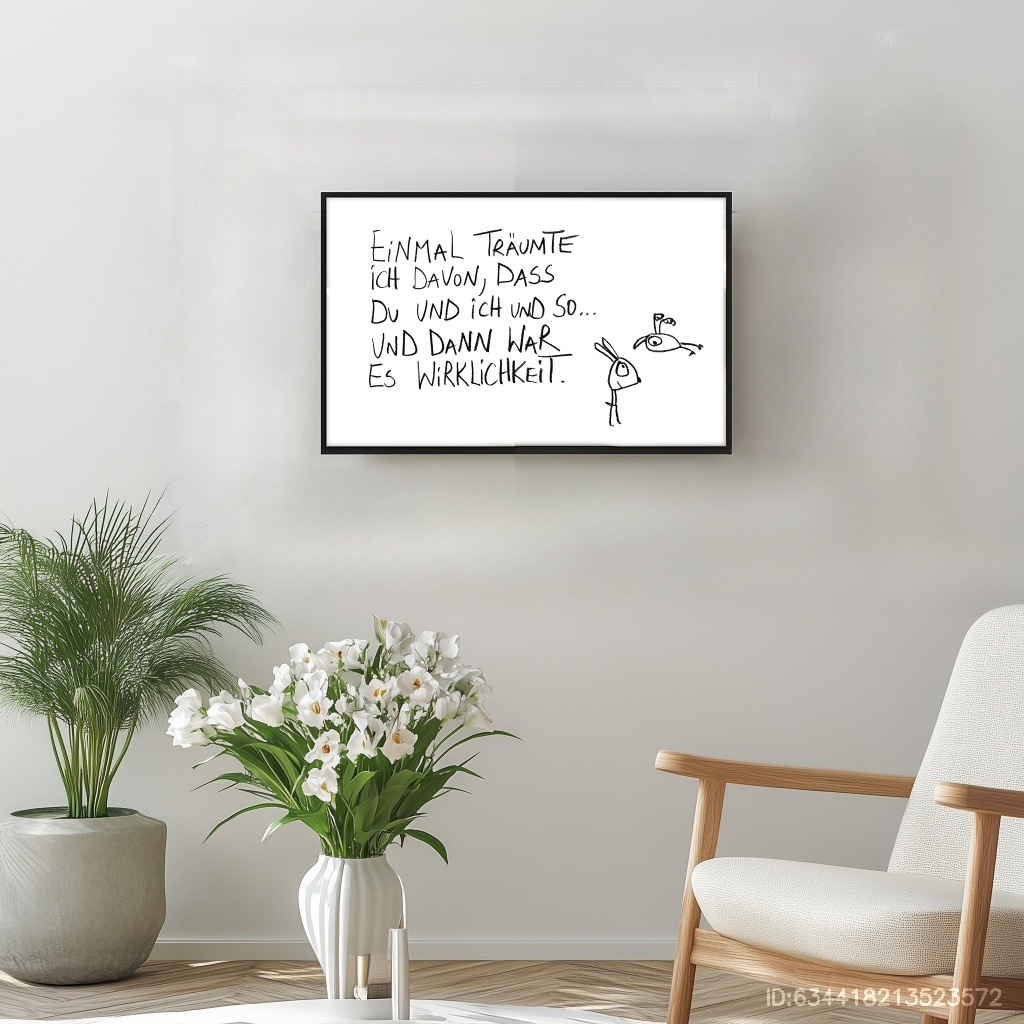 EiNMAL TRÄUMTE
iCH DAVON, DASS
DU UND iCH UND SO...
UND DANN WAR
ES WiRKLiCHKEiT.
ID:634418213523572